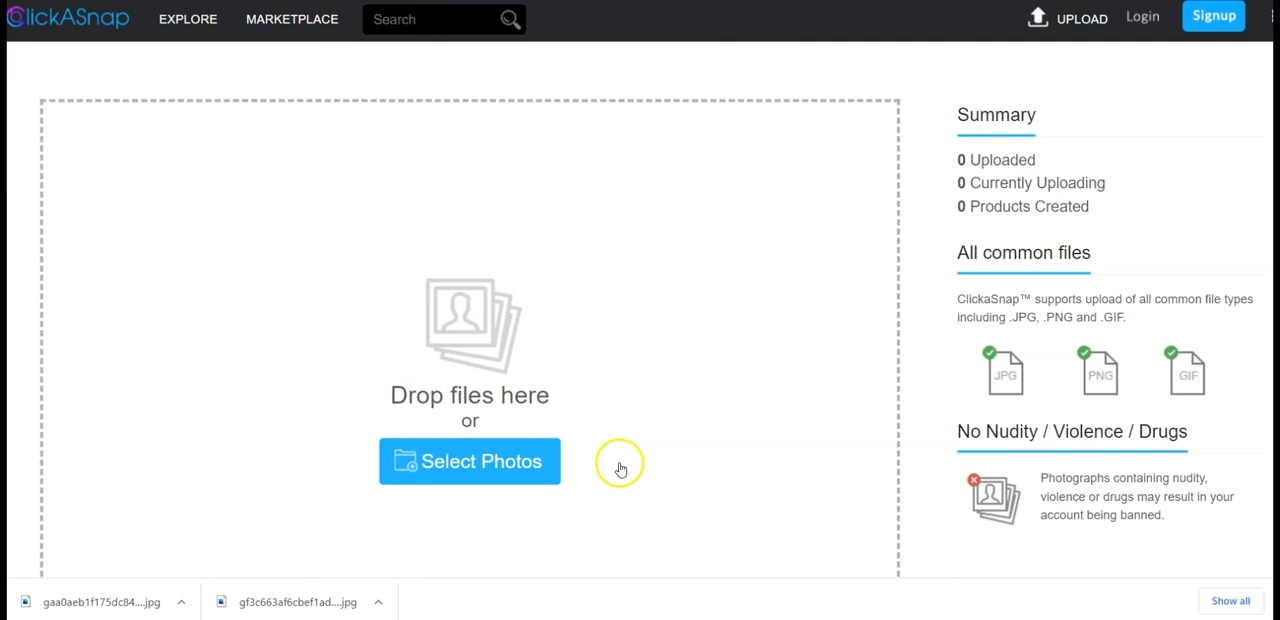 ClickASnap EXPLORE MARKETPLACE Search UPLOAD Login Signup
Drop files here
or
Select Photos
Summary
0 Uploaded
0 Currently Uploading
0 Products Created
All common files
ClickaSnap™ supports upload of all common file types
including .JPG, .PNG and .GIF.
JPG PNG GIF
No Nudity / Violence / Drugs
Photographs containing nudity,
violence or drugs may result in your
account being banned.
gaa0aeb1f175dc84....jpg gf3c663af6cbef1ad....jpg Show all